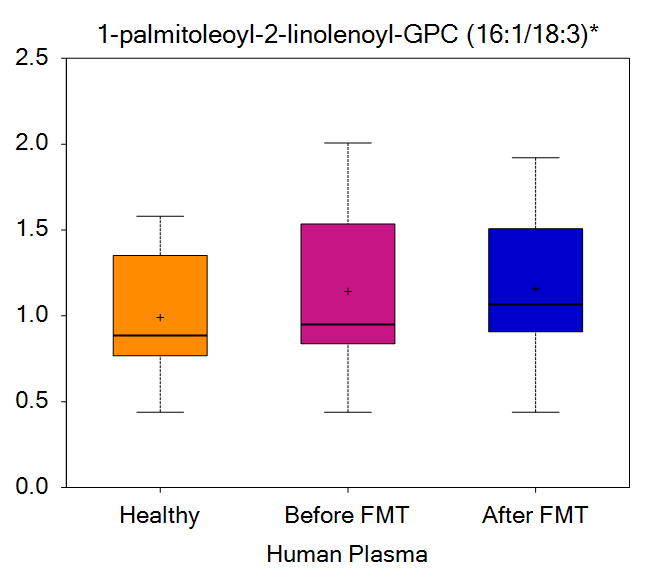 1-palmitoleoyl-2-linolenoyl-GPC (16:1/18:3)*
2.5
2.0
1.5
1.0
0.5
0.0
Healthy Before FMT After FMT
Human Plasma